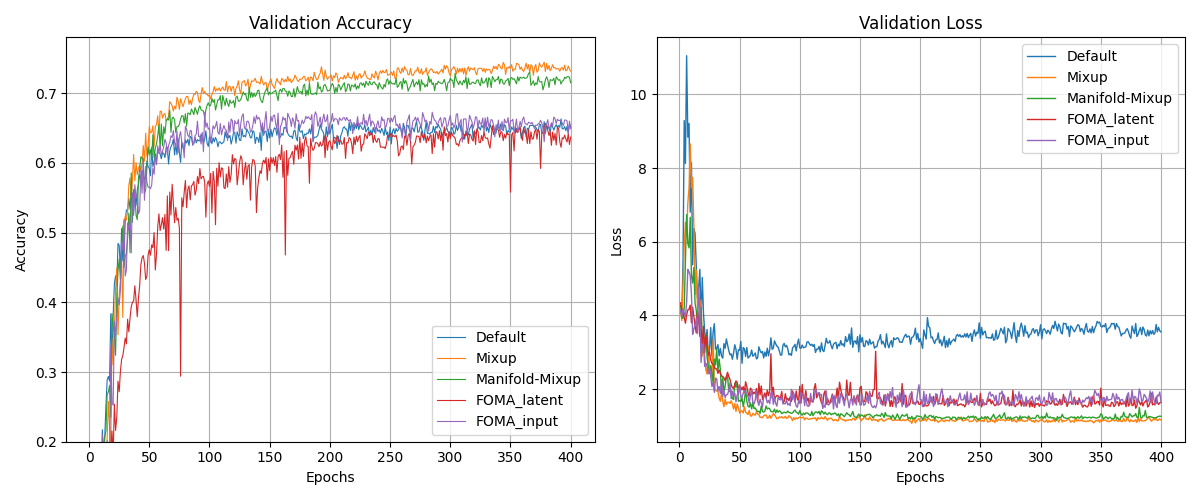 Validation Accuracy
Accuracy
0.7
0.6
0.5
0.4
0.3
0.2
0 50 100 150 200 250 300 350 400
Epochs
Default
Mixup
Manifold-Mixup
FOMA_latent
FOMA_input
Validation Loss
Loss
10
8
6
4
2
0 50 100 150 200 250 300 350 400
Epochs
Default
Mixup
Manifold-Mixup
FOMA_latent
FOMA_input